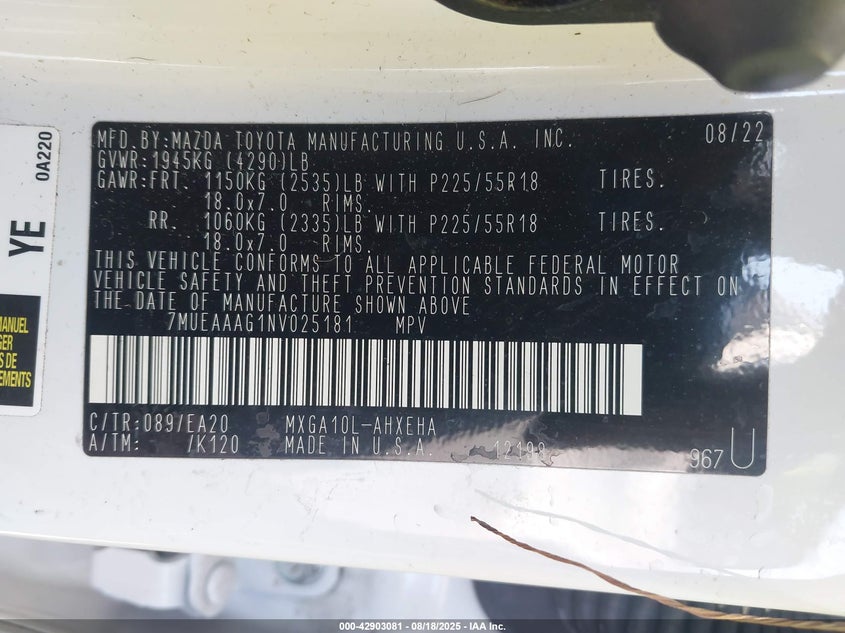 MFD.BY:MAZDA TOYOTA MANUFACTURING U.S.A. INC. 08/22
GVWR:1945KG (4290)LB
GAWR:FRT. 1150KG (2535)LB WITH P225/55R18 TIRES.
18.0x7.0 RIMS.
RR. 1060KG (2335)LB WITH P225/55R18 TIRES.
18.0x7.0 RIMS.
THIS VEHICLE CONFORMS TO ALL APPLICABLE FEDERAL MOTOR
VEHICLE SAFETY AND THEFT PREVENTION STANDARDS IN EFFECT ON
THE DATE OF MANUFACTURE SHOWN ABOVE
7MUEAAAG1NV025181 MPV
C/TR:089/EA20 MXGA10L-AHXEHA
A/TM: /K120 MADE IN U.S.A. 12198 967 U
0A220
YE
MANUEL
DE
000-42903081 - 08/18/2025 - IAA Inc.